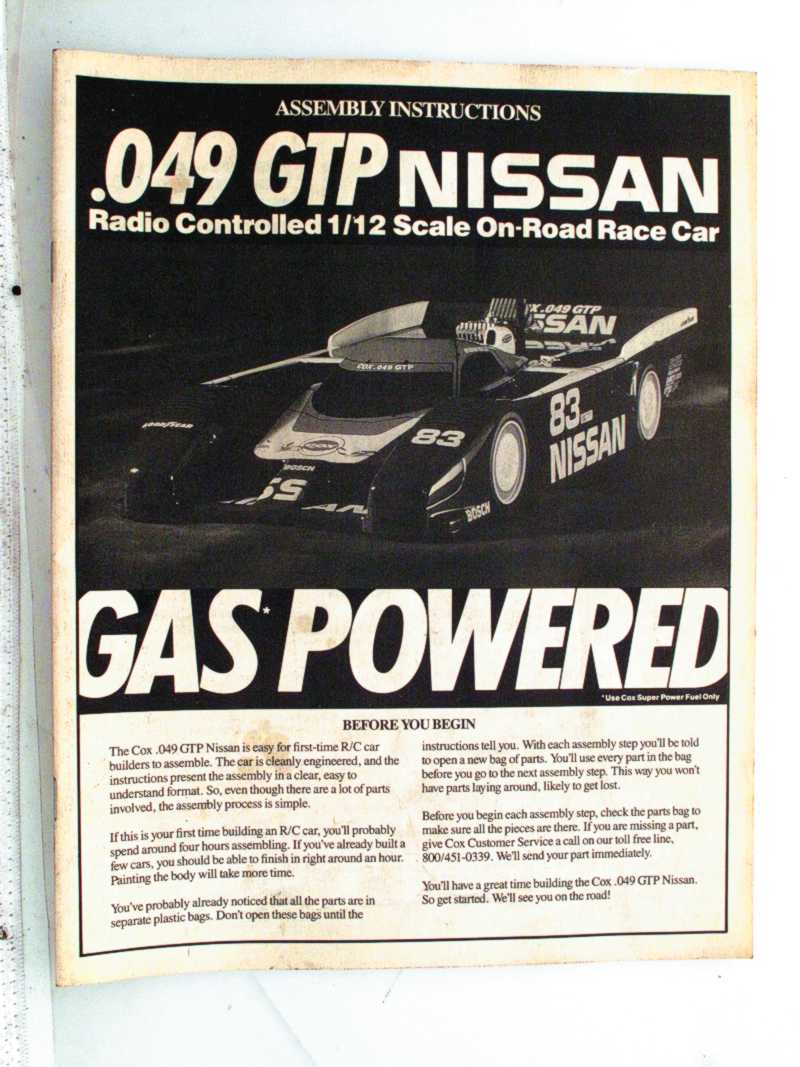 ASSEMBLY INSTRUCTIONS
.049 GTP NISSAN
Radio Controlled 1/12 Scale On-Road Race Car
COX .049 GTP
NISSAN
COX .049 GTP
GOODYEAR
83
83
NISSAN
BOSCH
BOSCH
GAS* POWERED
*Use Cox Super Power Fuel Only
BEFORE YOU BEGIN
The Cox .049 GTP Nissan is easy for first-time R/C car
builders to assemble. The car is cleanly engineered, and the
instructions present the assembly in a clear, easy to
understand format. So, even though there are a lot of parts
involved, the assembly process is simple.
If this is your first time building an R/C car, you'll probably
spend around four hours assembling. If you've already built a
few cars, you should be able to finish in right around an hour.
Painting the body will take more time.
You've probably already noticed that all the parts are in
separate plastic bags. Don't open these bags until the
instructions tell you. With each assembly step you'll be told
to open a new bag of parts. You'll use every part in the bag
before you go to the next assembly step. This way you won't
have parts laying around, likely to get lost.
Before you begin each assembly step, check the parts bag to
make sure all the pieces are there. If you are missing a part,
give Cox Customer Service a call on our toll free line,
800/451-0339. We'll send your part immediately.
You'll have a great time building the Cox .049 GTP Nissan.
So get started. We'll see you on the road!